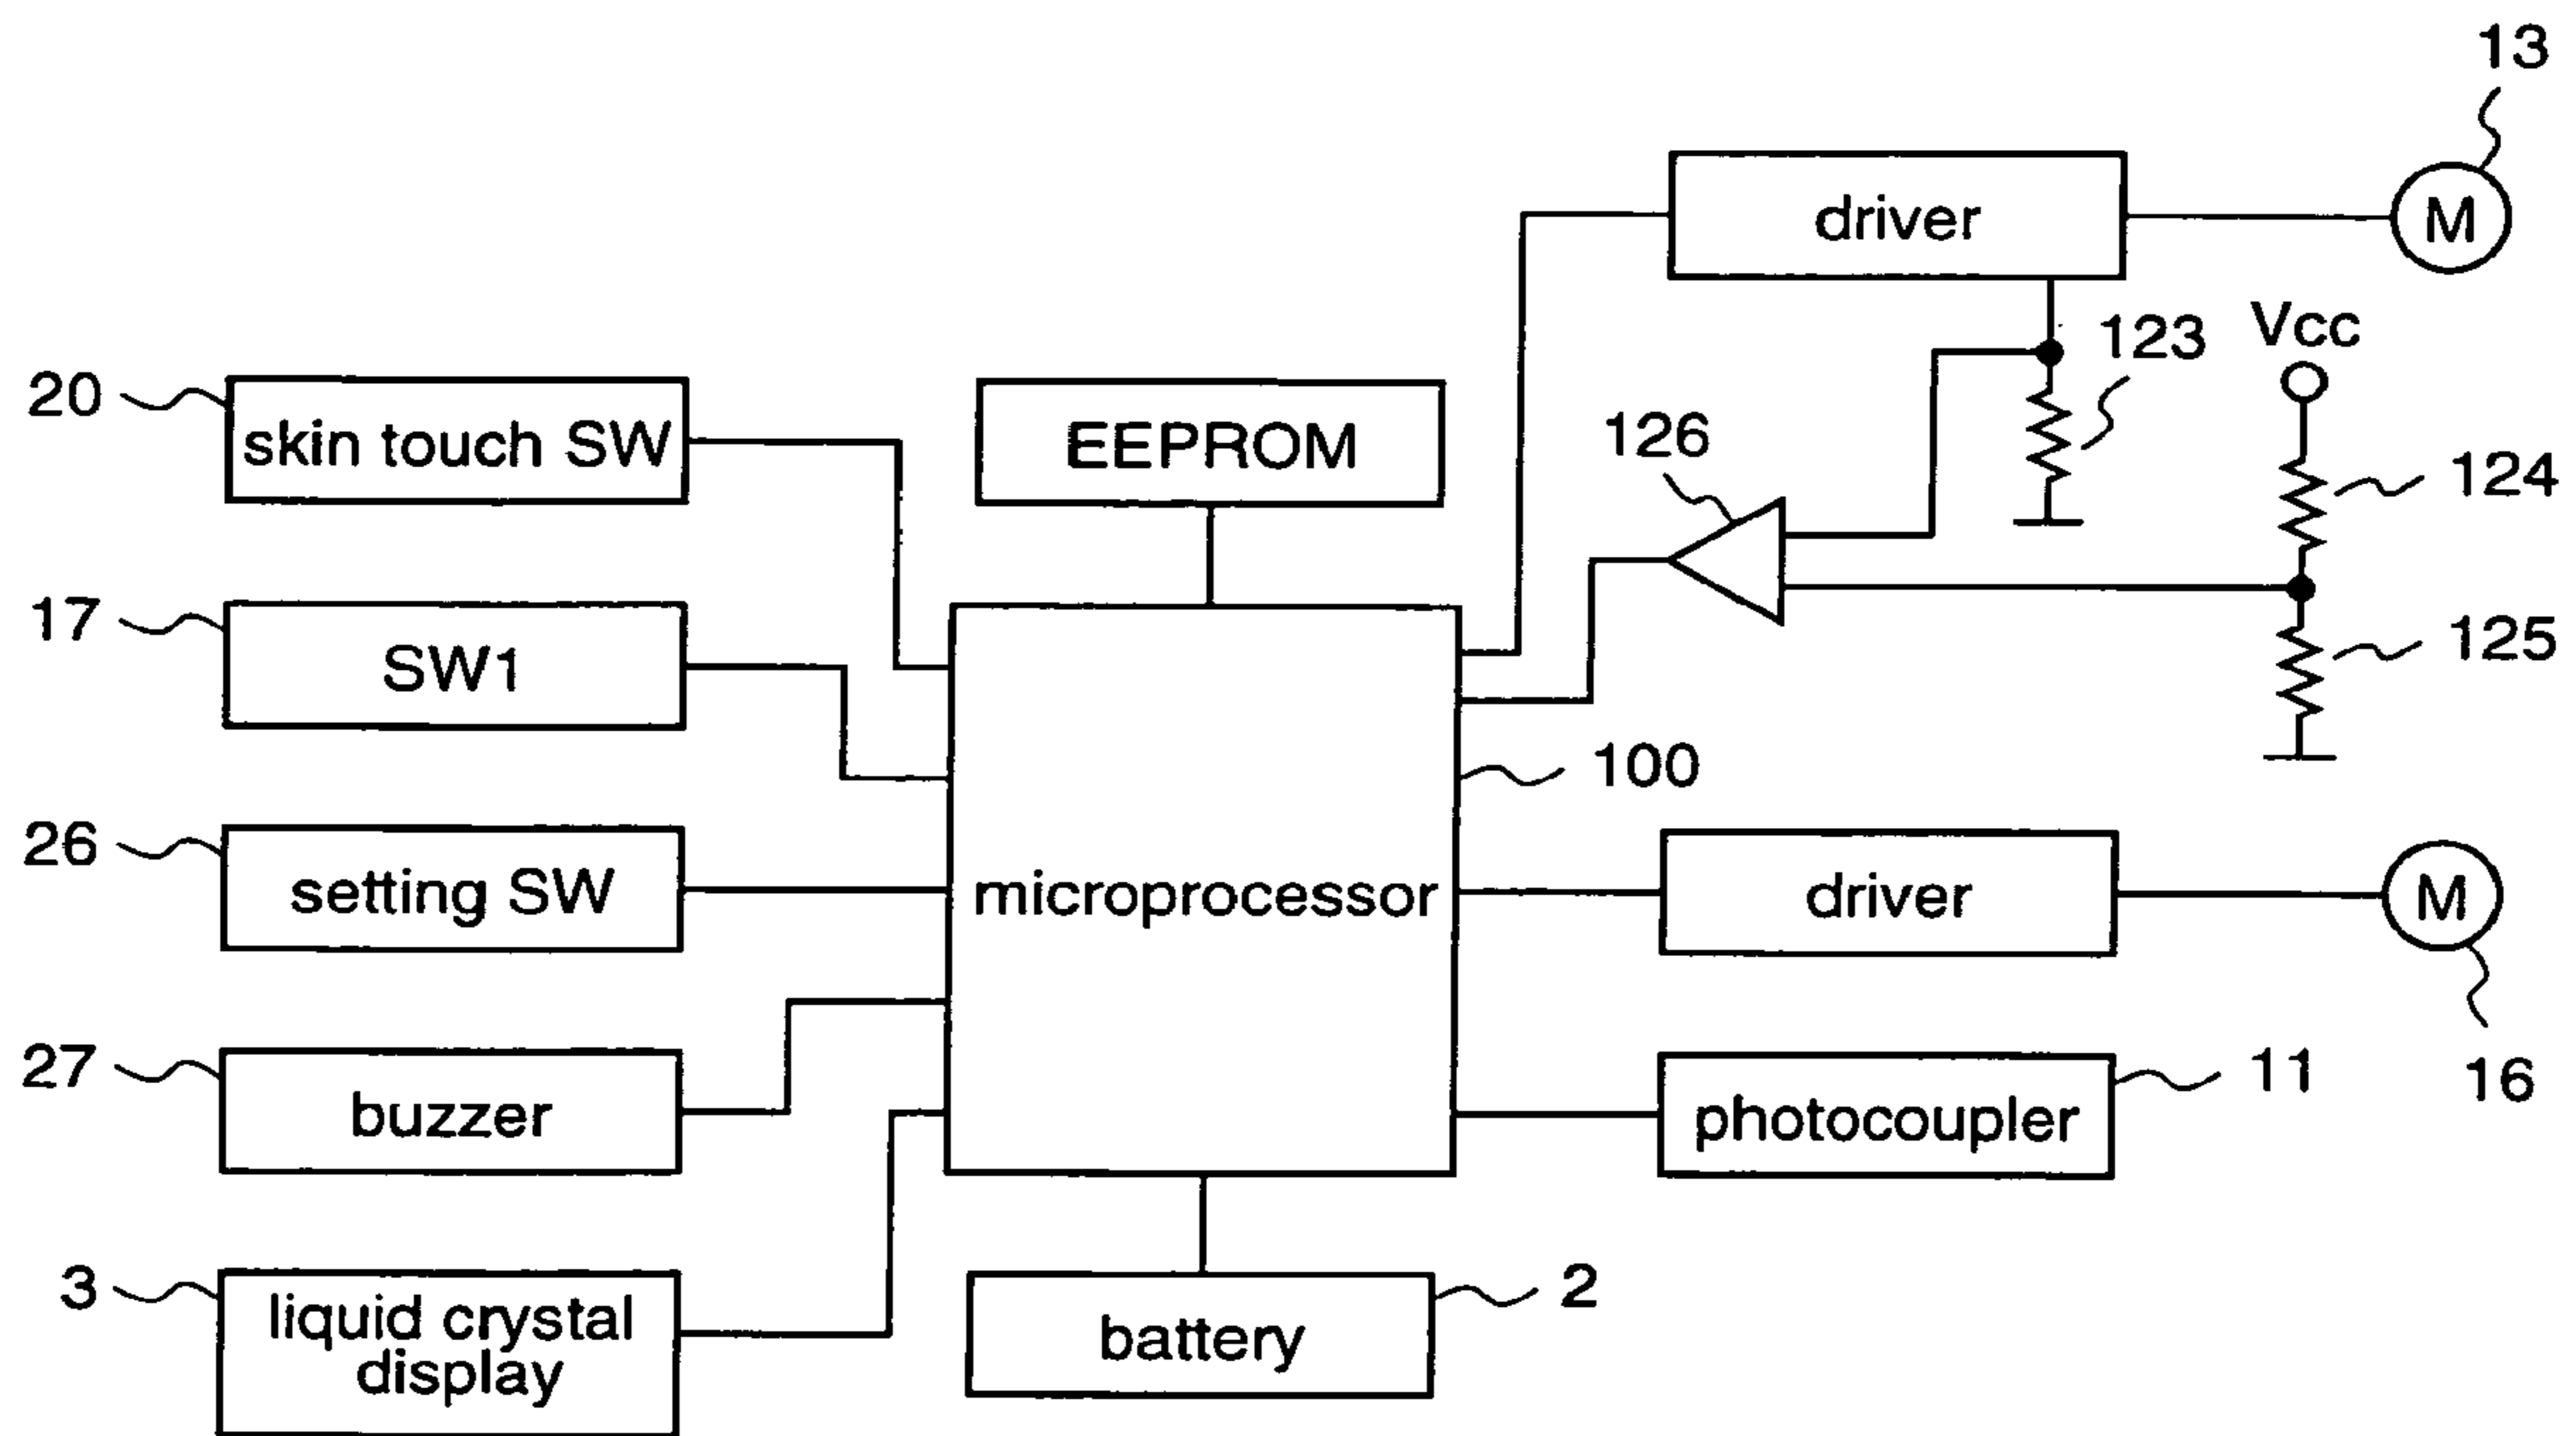 13
driver
M
123
Vcc
20
skin touch SW
EEPROM
126
124
17
SW1
125
100
26
setting SW
microprocessor
driver
M
27
buzzer
photocoupler
11
16
3
liquid crystal
display
battery
2